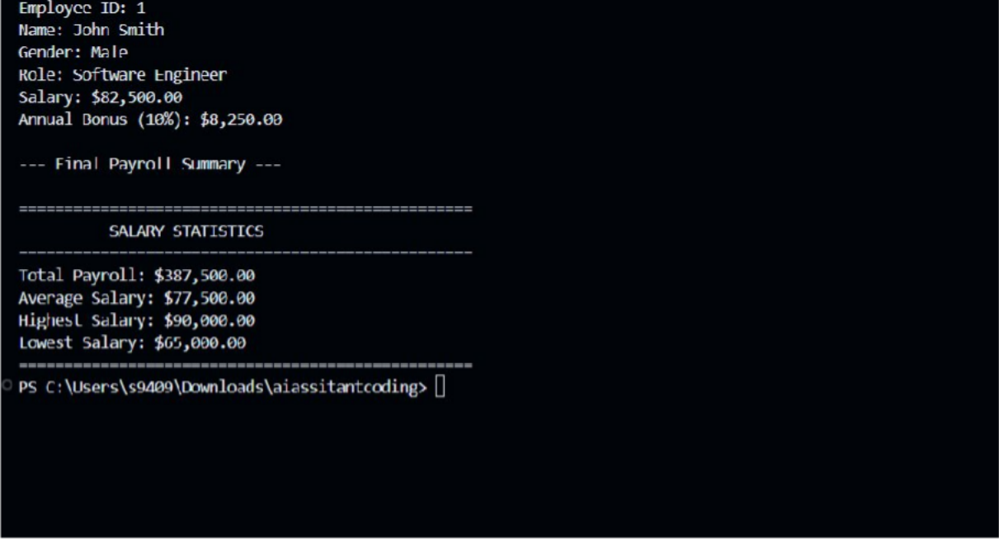 Employee ID: 1
Name: John Smith
Gender: Male
Role: Software Engineer
Salary: $82,500.00
Annual Bonus (10%): $8,250.00
--- Final Payroll Summary ---
==================================================
SALARY STATISTICS
--------------------------------------------------
Total Payroll: $387,500.00
Average Salary: $77,500.00
Highest Salary: $90,000.00
Lowest Salary: $65,000.00
==================================================
PS C:\Users\s9409\Downloads\aiassitantcoding>